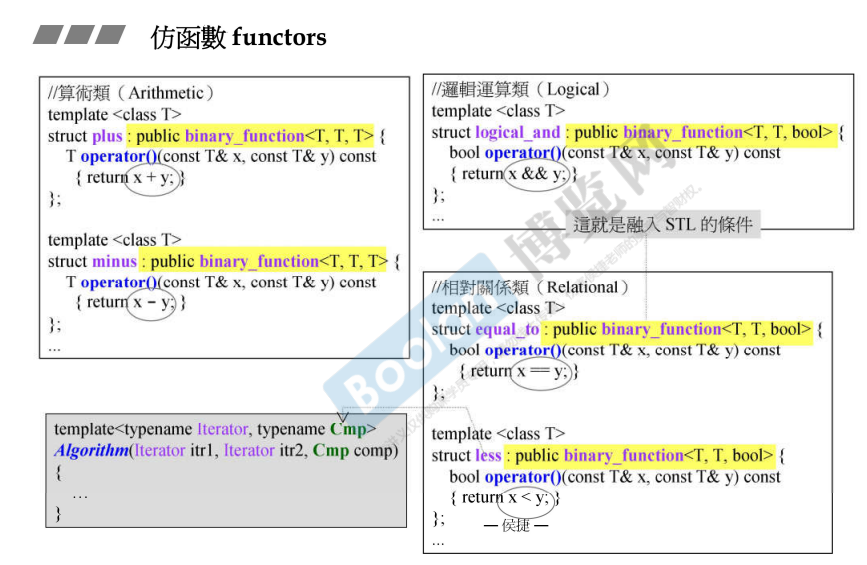 仿函數 functors
//算術類（Arithmetic）
template <class T>
struct plus : public binary_function<T, T, T> {
T operator()(const T& x, const T& y) const
{ return x + y; }
};
template <class T>
struct minus : public binary_function<T, T, T> {
T operator()(const T& x, const T& y) const
{ return x − y; }
};
...
template<typename Iterator, typename Cmp>
Algorithm(Iterator itr1, Iterator itr2, Cmp comp)
{
...
}
//邏輯運算類（Logical）
template <class T>
struct logical_and : public binary_function<T, T, bool> {
bool operator()(const T& x, const T& y) const
{ return x && y; }
};
...
這就是融入 STL 的條件
//相對關係類（Relational）
template <class T>
struct equal_to : public binary_function<T, T, bool> {
bool operator()(const T& x, const T& y) const
{ return x == y; }
};
template <class T>
struct less : public binary_function<T, T, bool> {
bool operator()(const T& x, const T& y) const
{ return x < y; }
};
...
— 侯捷 —
Boolan 博览网